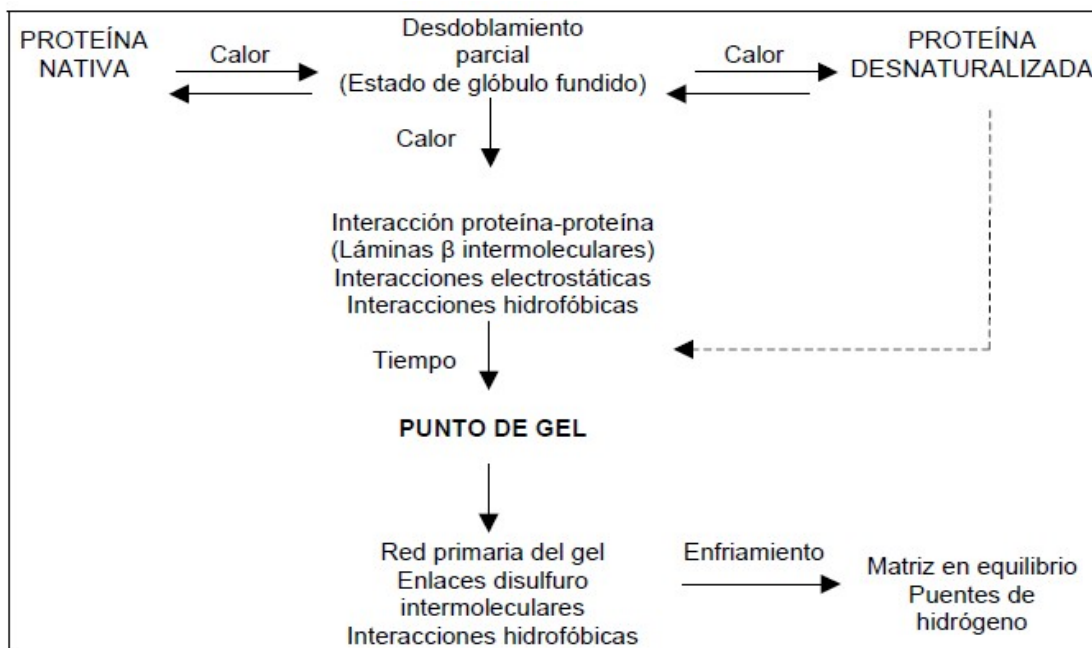 PROTEÍNA
NATIVA
Calor
Desdoblamiento
parcial
(Estado de glóbulo fundido)
Calor
PROTEÍNA
DESNATURALIZADA
Calor
Interacción proteína-proteína
(Láminas β intermoleculares)
Interacciones electrostáticas
Interacciones hidrofóbicas
Tiempo
PUNTO DE GEL
Red primaria del gel
Enlaces disulfuro
intermoleculares
Interacciones hidrofóbicas
Enfriamiento
Matriz en equilibrio
Puentes de
hidrógeno